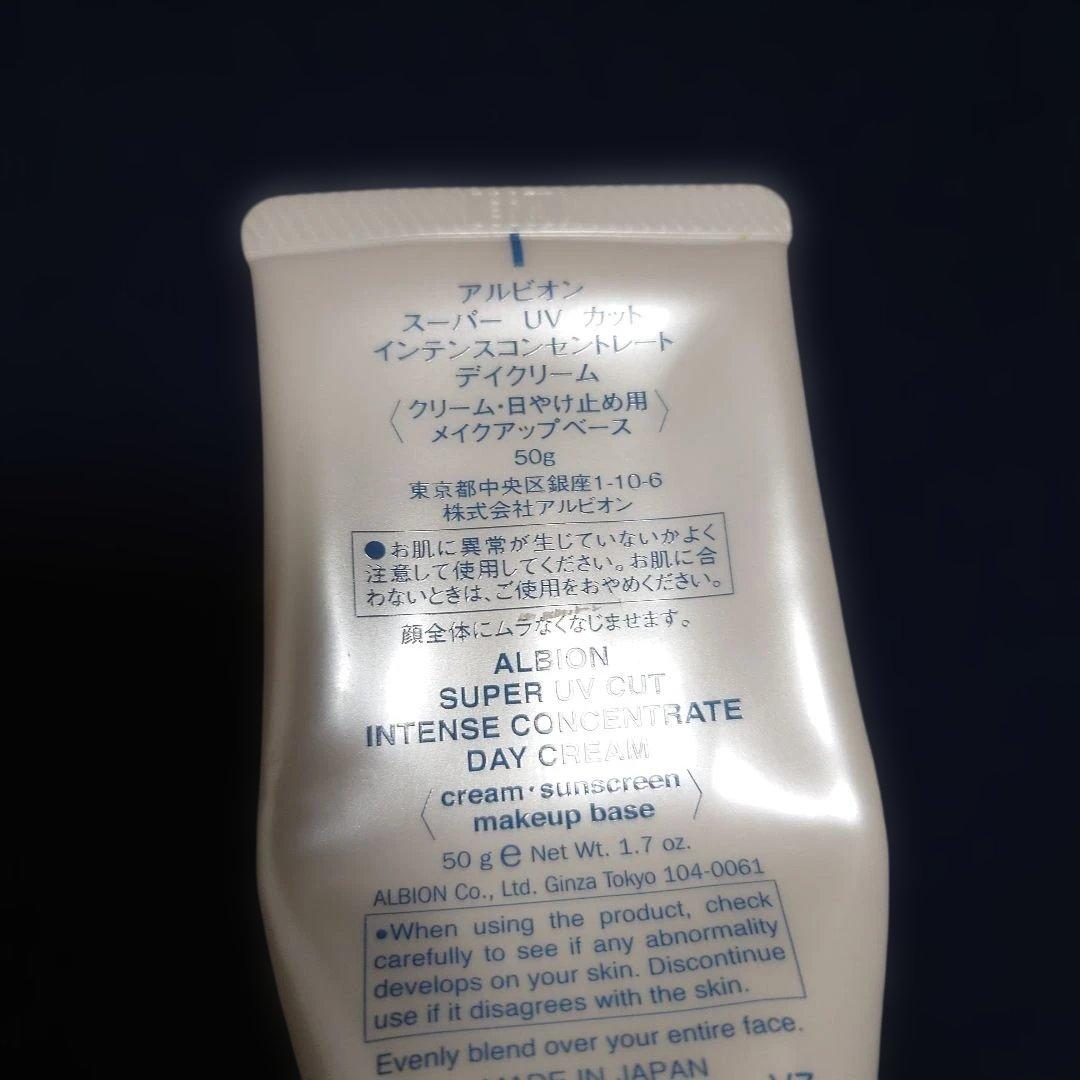 アルビオン
スーパー UV カット
インテンスコンセントレート
デイクリーム
〈クリーム・日やけ止め用
メイクアップベース〉
50g
東京都中央区銀座1-10-6
株式会社アルビオン
●お肌に異常が生じていないかよく
注意して使用してください。お肌に合
わないときは、ご使用をおやめください。
顔全体にムラなくなじませます。
ALBION
SUPER UV CUT
INTENSE CONCENTRATE
DAY CREAM
〈cream・sunscreen
makeup base〉
50 g e Net Wt. 1.7 oz.
ALBION Co., Ltd. Ginza Tokyo 104-0061
●When using the product, check
carefully to see if any abnormality
develops on your skin. Discontinue
use if it disagrees with the skin.
Evenly blend over your entire face.
MADE IN JAPAN